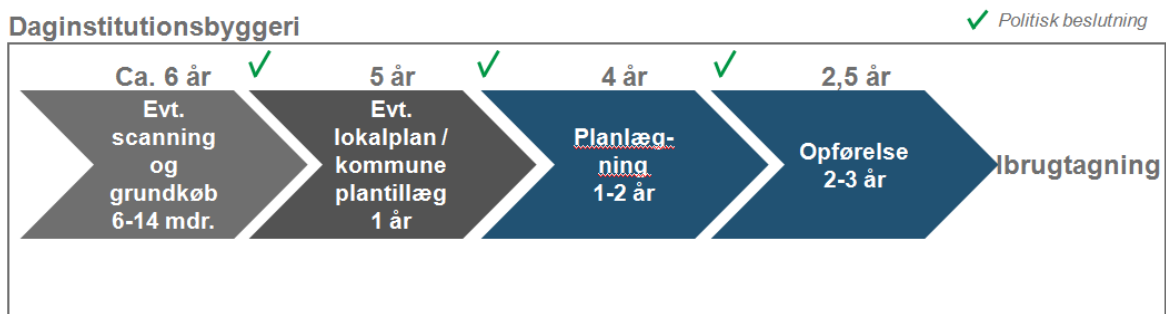 Daginstitutionsbyggeri
Politisk beslutning
Ca. 6 år
5 år
4 år
2,5 år
Evt.
scanning
og
grundkøb
6-14 mdr.
Evt.
lokalplan /
kommune
plantillæg
1 år
Planlæg-
ning
1-2 år
Opførelse
2-3 år
Ibrugtagning